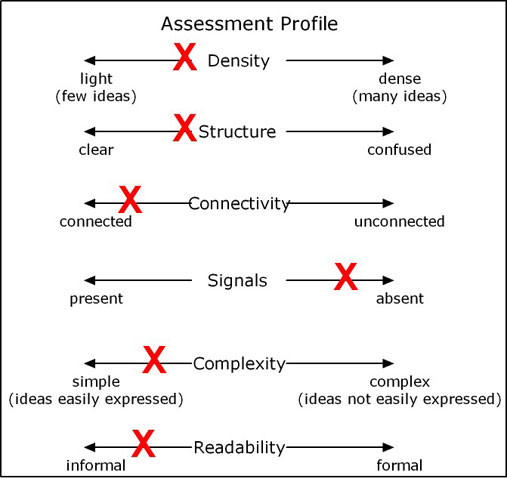 Assessment Profile
X Density
light dense
(few ideas) (many ideas)
X Structure
clear confused
X Connectivity
connected unconnected
Signals X
present absent
X Complexity
simple complex
(ideas easily expressed) (ideas not easily expressed)
X Readability
informal formal